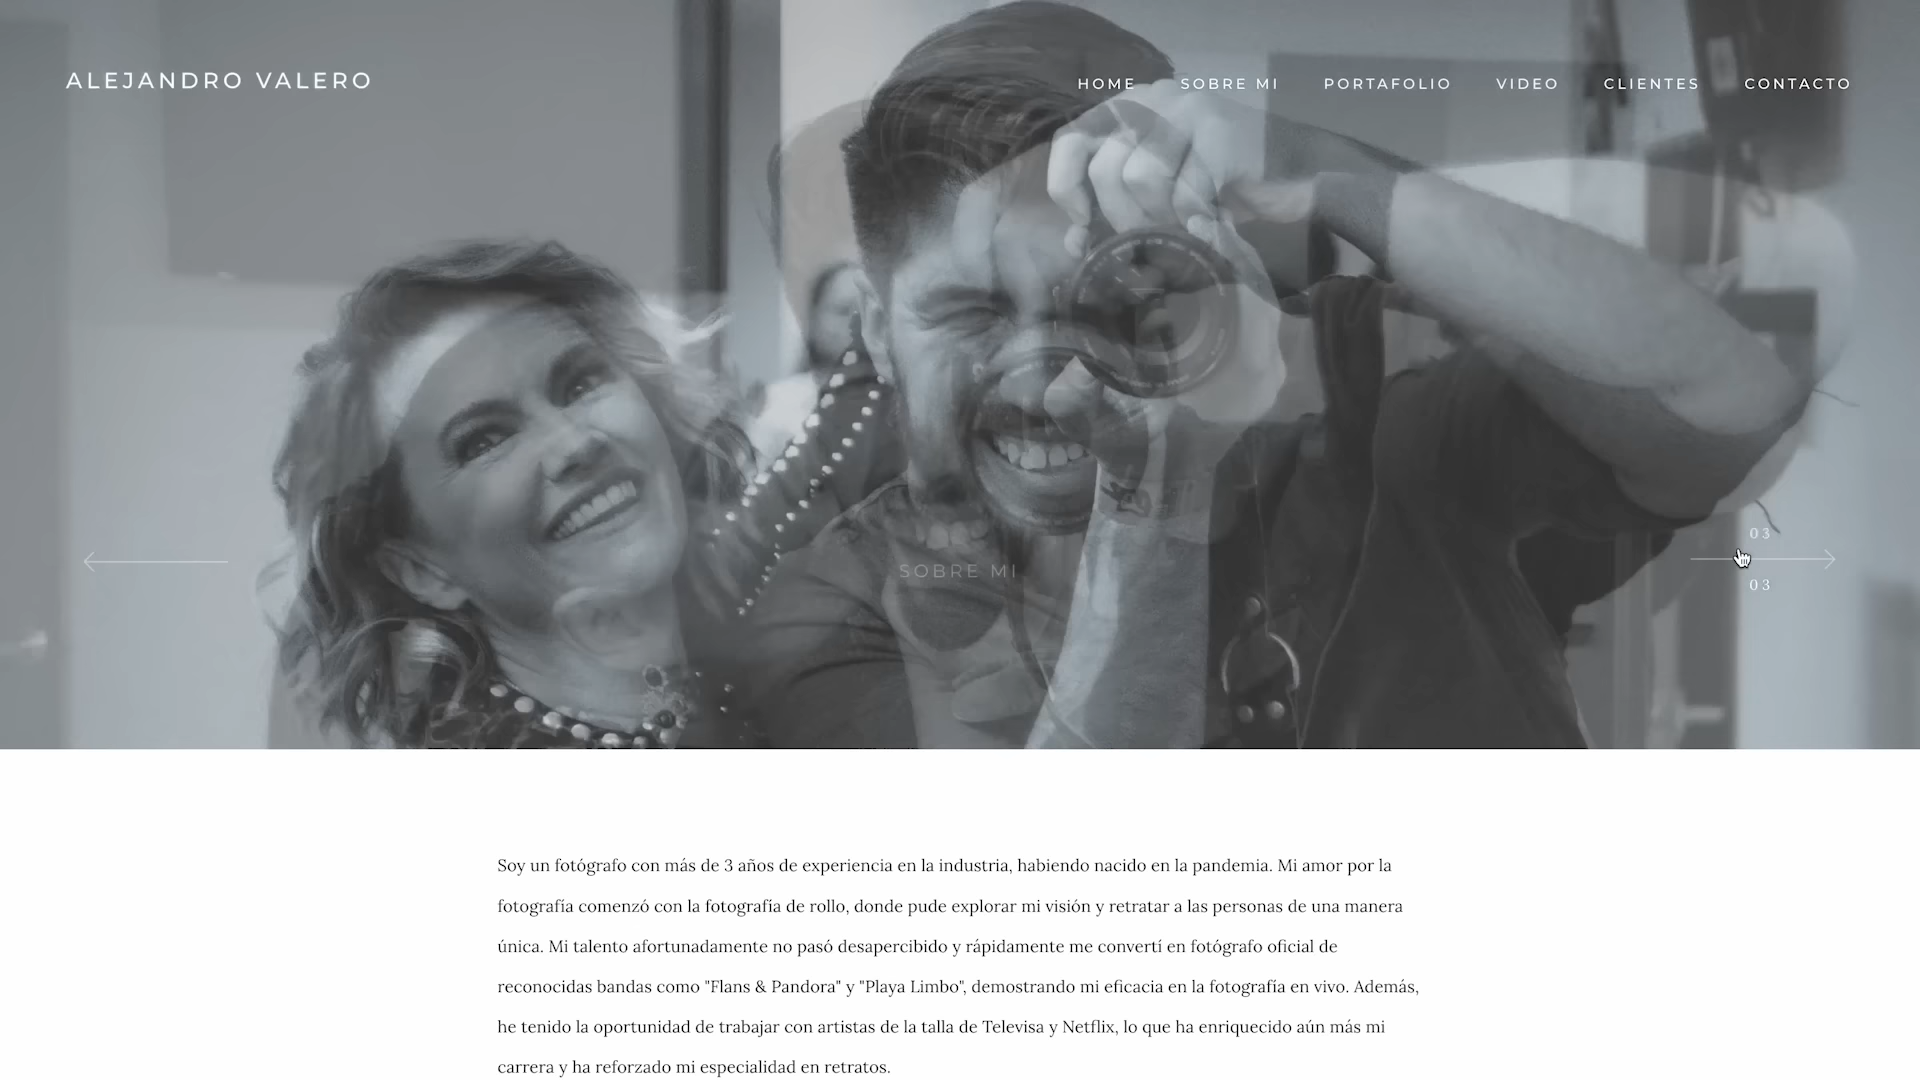 ALEJANDRO VALERO
HOME SOBRE MI PORTAFOLIO VIDEO CLIENTES CONTACTO
SOBRE MI
03
03
Soy un fotógrafo con más de 3 años de experiencia en la industria, habiendo nacido en la pandemia. Mi amor por la
fotografía comenzó con la fotografía de rollo, donde pude explorar mi visión y retratar a las personas de una manera
única. Mi talento afortunadamente no pasó desapercibido y rápidamente me convertí en fotógrafo oficial de
reconocidas bandas como "Flans & Pandora" y "Playa Limbo", demostrando mi eficacia en la fotografía en vivo. Además,
he tenido la oportunidad de trabajar con artistas de la talla de Televisa y Netflix, lo que ha enriquecido aún más mi
carrera y ha reforzado mi especialidad en retratos.